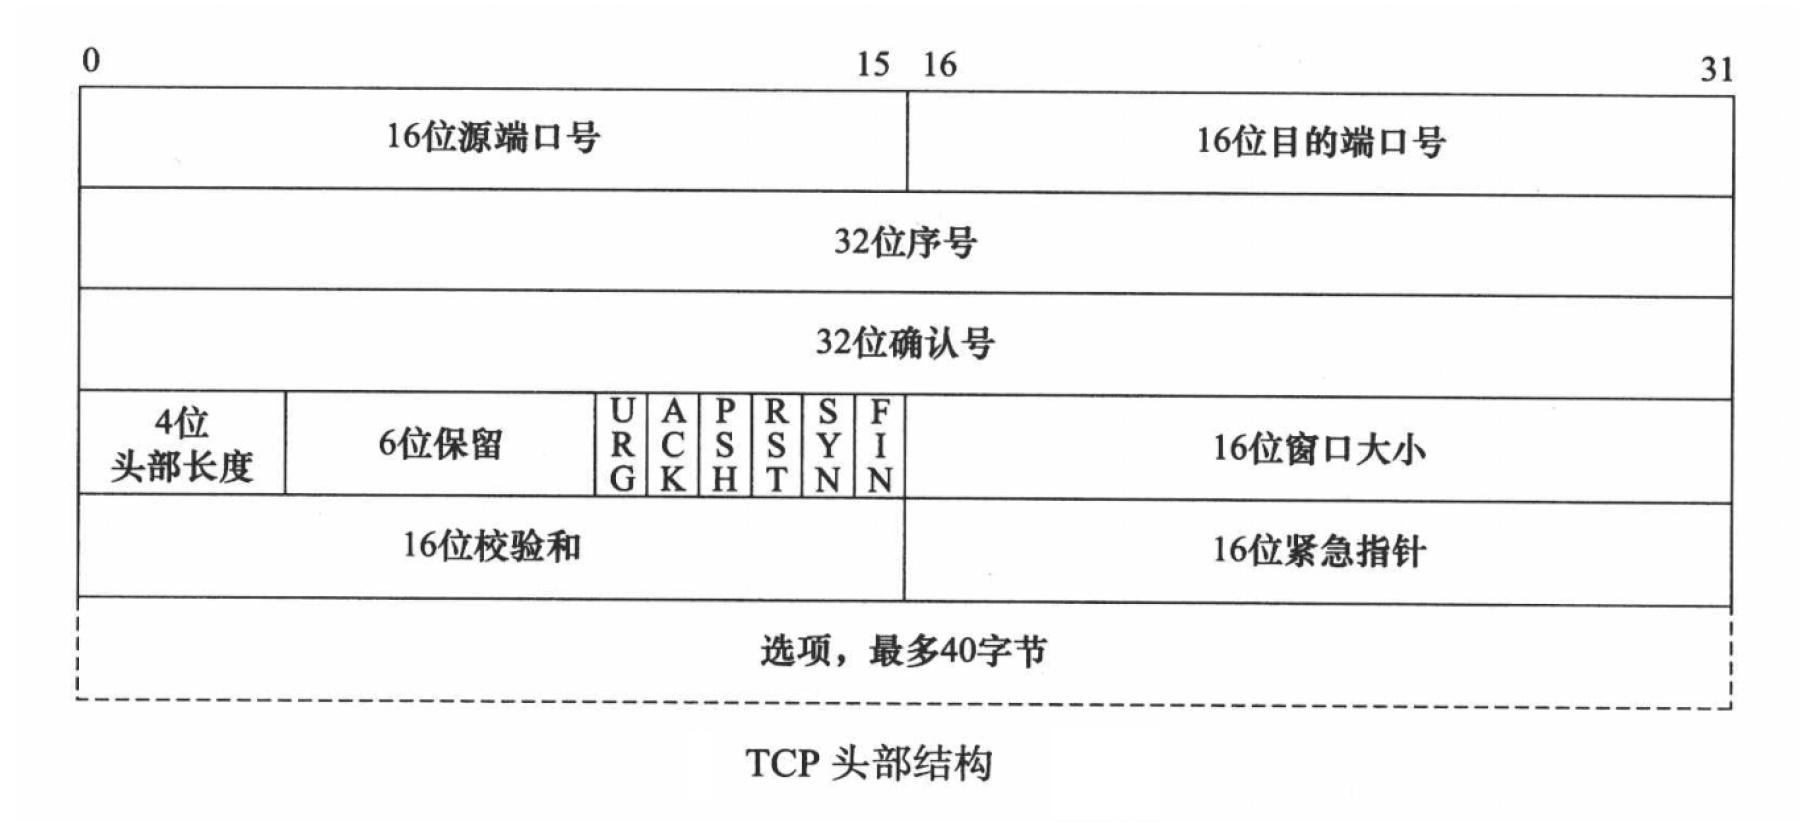 0 15 16 31
16位源端口号 16位目的端口号
32位序号
32位确认号
4位 头部长度 6位保留 URG ACK PSH RST SYN FIN 16位窗口大小
16位校验和 16位紧急指针
选项，最多40字节
TCP 头部结构